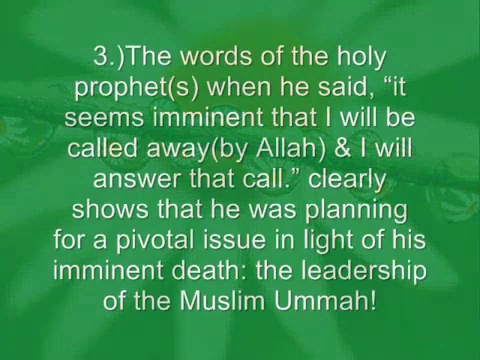 3.)The words of the holy
prophet(s) when he said, “it
seems imminent that I will be
called away(by Allah) & I will
answer that call.” clearly
shows that he was planning
for a pivotal issue in light of his
imminent death: the leadership
of the Muslim Ummah!